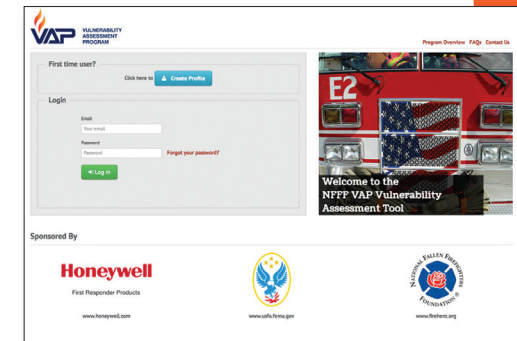 VAP VULNERABILITY
ASSESSMENT
PROGRAM
Program Overview FAQs Contact Us
First time user?
Click here to Create Profile
Login
Email
Your email
Password
Password Forgot your password?
Log in
E2
Welcome to the
NFFF VAP Vulnerability
Assessment Tool
Sponsored By
Honeywell
First Responder Products
www.honeywell.com
www.usfa.fema.gov
NATIONAL FALLEN FIREFIGHTERS
FOUNDATION
www.firehero.org